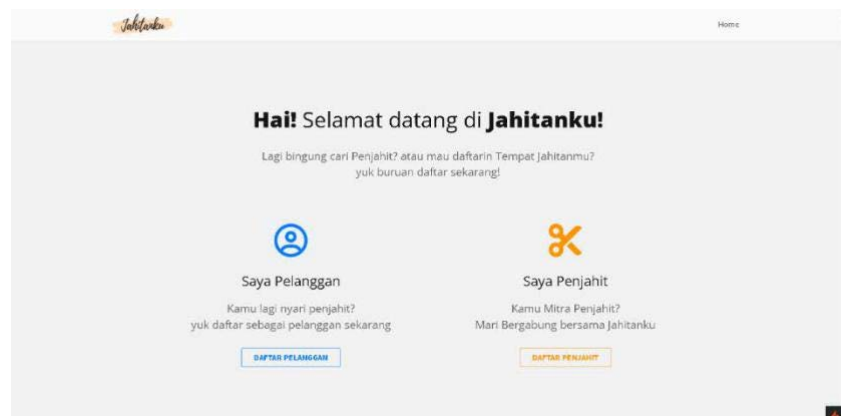 Jahitanku
Home
Hai! Selamat datang di Jahitanku!
Lagi bingung cari Penjahit? atau mau daftarin Tempat Jahitanmu?
yuk buruan daftar sekarang!
Saya Pelanggan
Saya Penjahit
Kamu lagi nyari penjahit?
yuk daftar sebagai pelanggan sekarang
Kamu Mitra Penjahit?
Mari Bergabung bersama Jahitanku
DAFTAR PELANGGAN
DAFTAR PENJAHIT